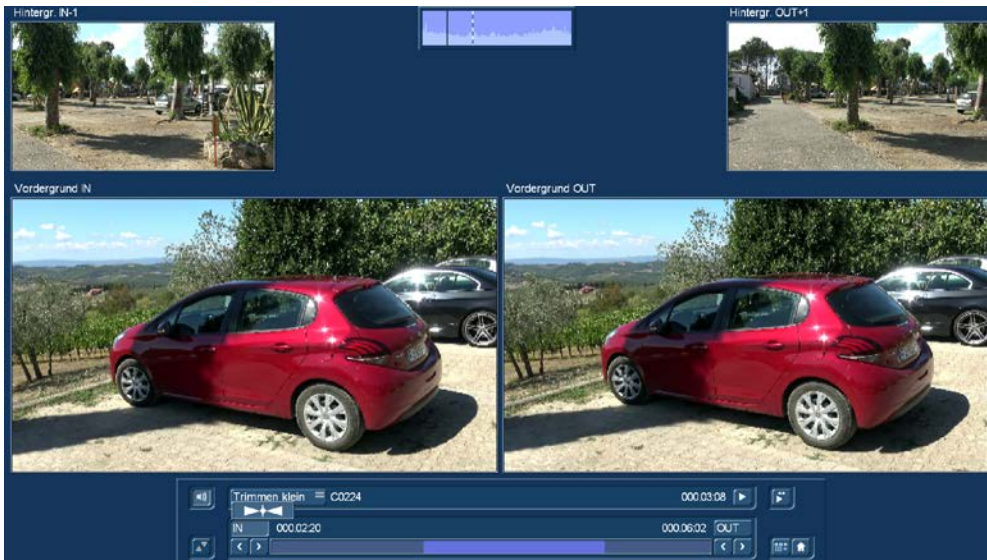 Hintergr. IN-1
Hintergr. OUT+1
Vordergrund IN
Vordergrund OUT
Trimmen klein C0224 000.03:08
IN 000.02:20 000.06:02 OUT